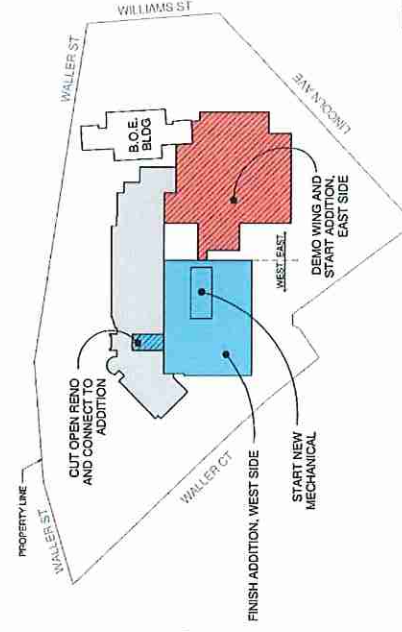 WILLIAMS ST
WALLER ST
LINCOLN AVE
B.O.E.
BLDG
CUT OPEN RENO
AND CONNECT TO
ADDITION
PROPERTY LINE
WALLER ST
WEST
EAST
DEMO WING AND
START ADDITION,
EAST SIDE
WALLER CT
START NEW
MECHANICAL
FINISH ADDITION, WEST SIDE